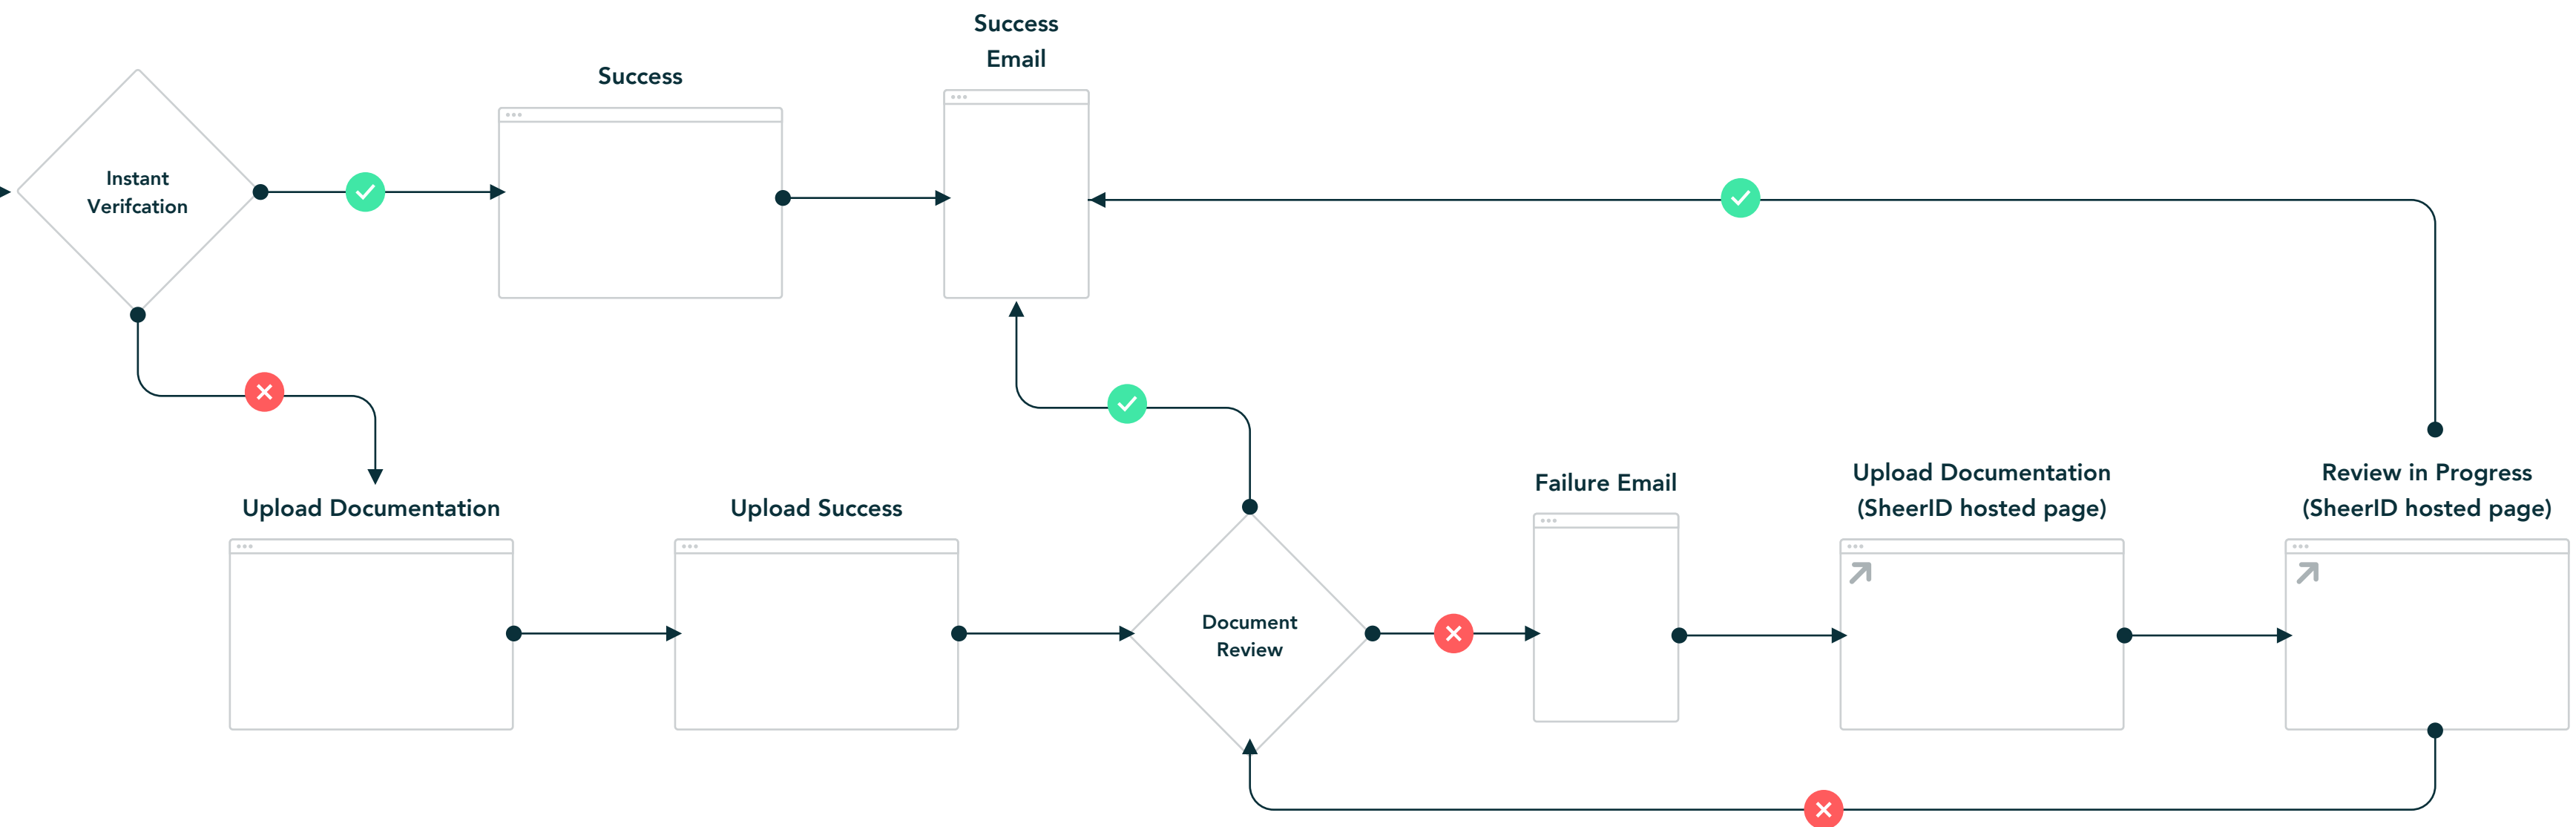 Success
Email
Success
Instant
Verifcation
Upload Documentation
Upload Success
Document
Review
Failure Email
Upload Documentation
(SheerID hosted page)
Review in Progress
(SheerID hosted page)